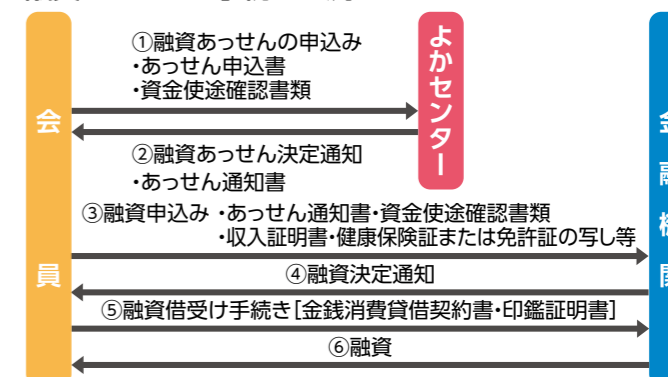 ①融資あっせんの申込み
・あっせん申込書
・資金使途確認書類
よかセンター
会員
②融資あっせん決定通知
・あっせん通知書
③融資申込み ・あっせん通知書・資金使途確認書類
・収入証明書・健康保険証または免許証の写し等
④融資決定通知
⑤融資借受け手続き[金銭消費貸借契約書・印鑑証明書]
⑥融資
金融機関